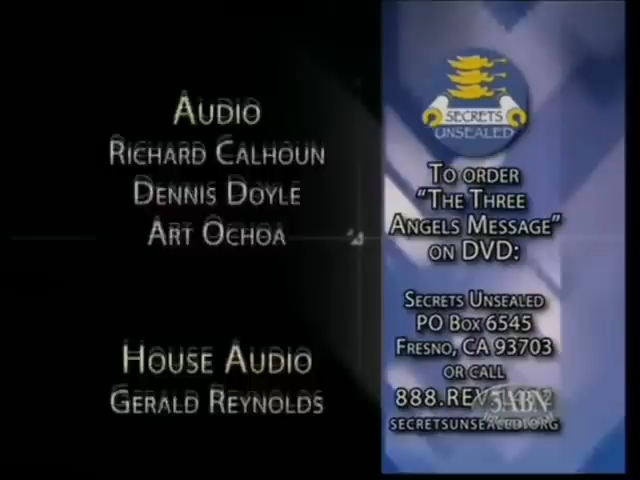 AUDIO
RICHARD CALHOUN
DENNIS DOYLE
ART OCHOA
HOUSE AUDIO
GERALD REYNOLDS
SECRETS
UNSEALED
TO ORDER
"THE THREE
ANGELS MESSAGE"
ON DVD:
SECRETS UNSEALED
PO BOX 6545
FRESNO, CA 93703
OR CALL
3ABN
SECRETSUNSEALED.ORG